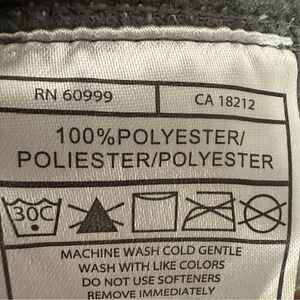 RN 60999
CA 18212
100%POLYESTER/
POLIESTER/POLYESTER
30C
MACHINE WASH COLD GENTLE
WASH WITH LIKE COLORS
DO NOT USE SOFTENERS
REMOVE IMMEDIATELY